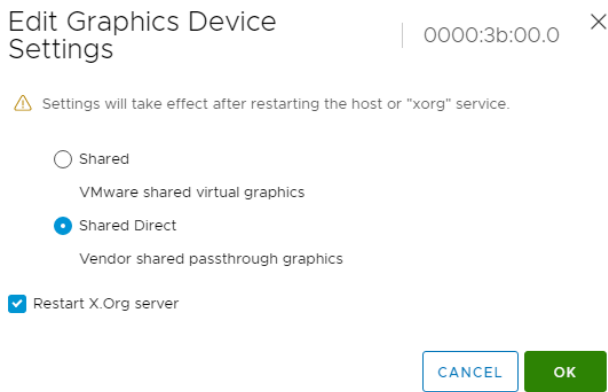 Edit Graphics Device
Settings
0000:3b:00.0
Settings will take effect after restarting the host or "xorg" service.
Shared
VMware shared virtual graphics
Shared Direct
Vendor shared passthrough graphics
Restart X.Org server
CANCEL
OK